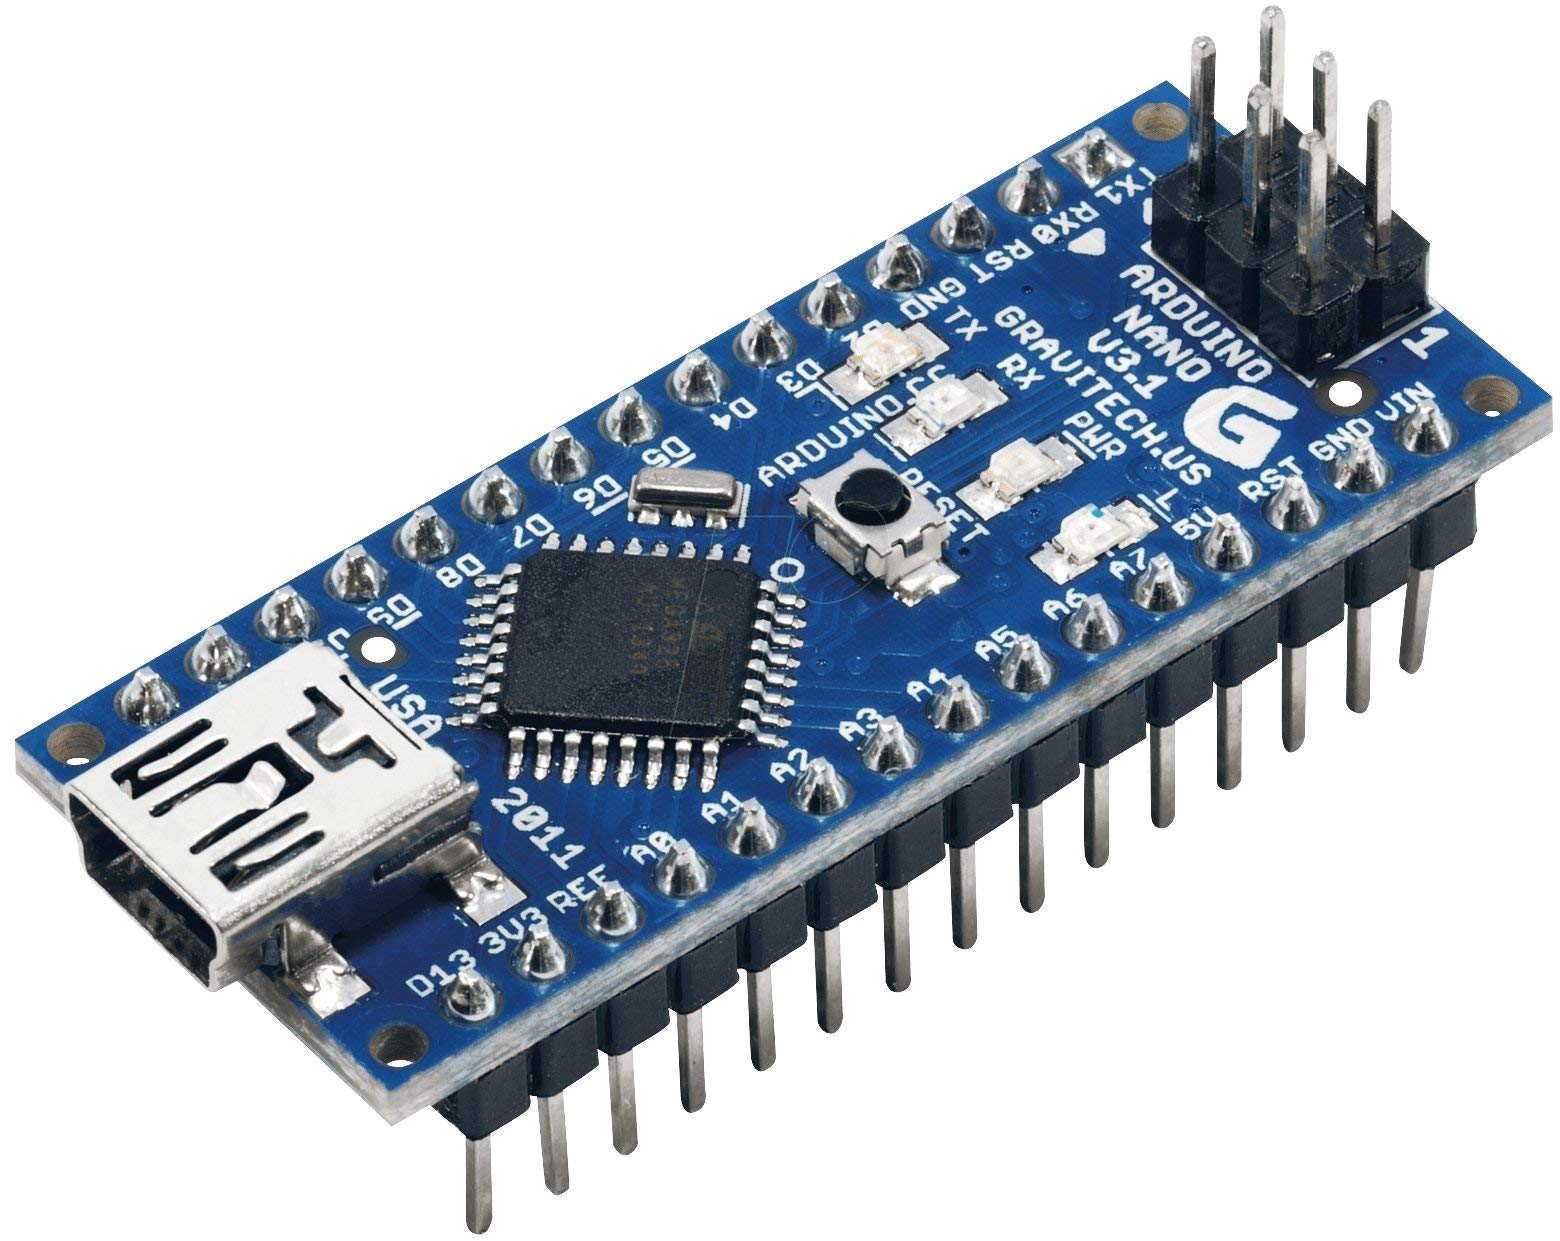 TX1
RX0
RST
GND
D2
D3
D4
D5
D6
D7
D8
D9
TX
RX
PWR
L
ARDUINO.CC
RESET
GRAVITECH.US
ARDUINO
NANO
V3.1
G
1
VIN
GND
RST
5V
A7
A6
A5
A4
A3
A2
A1
A0
REF
3V3
D13
USA
2011